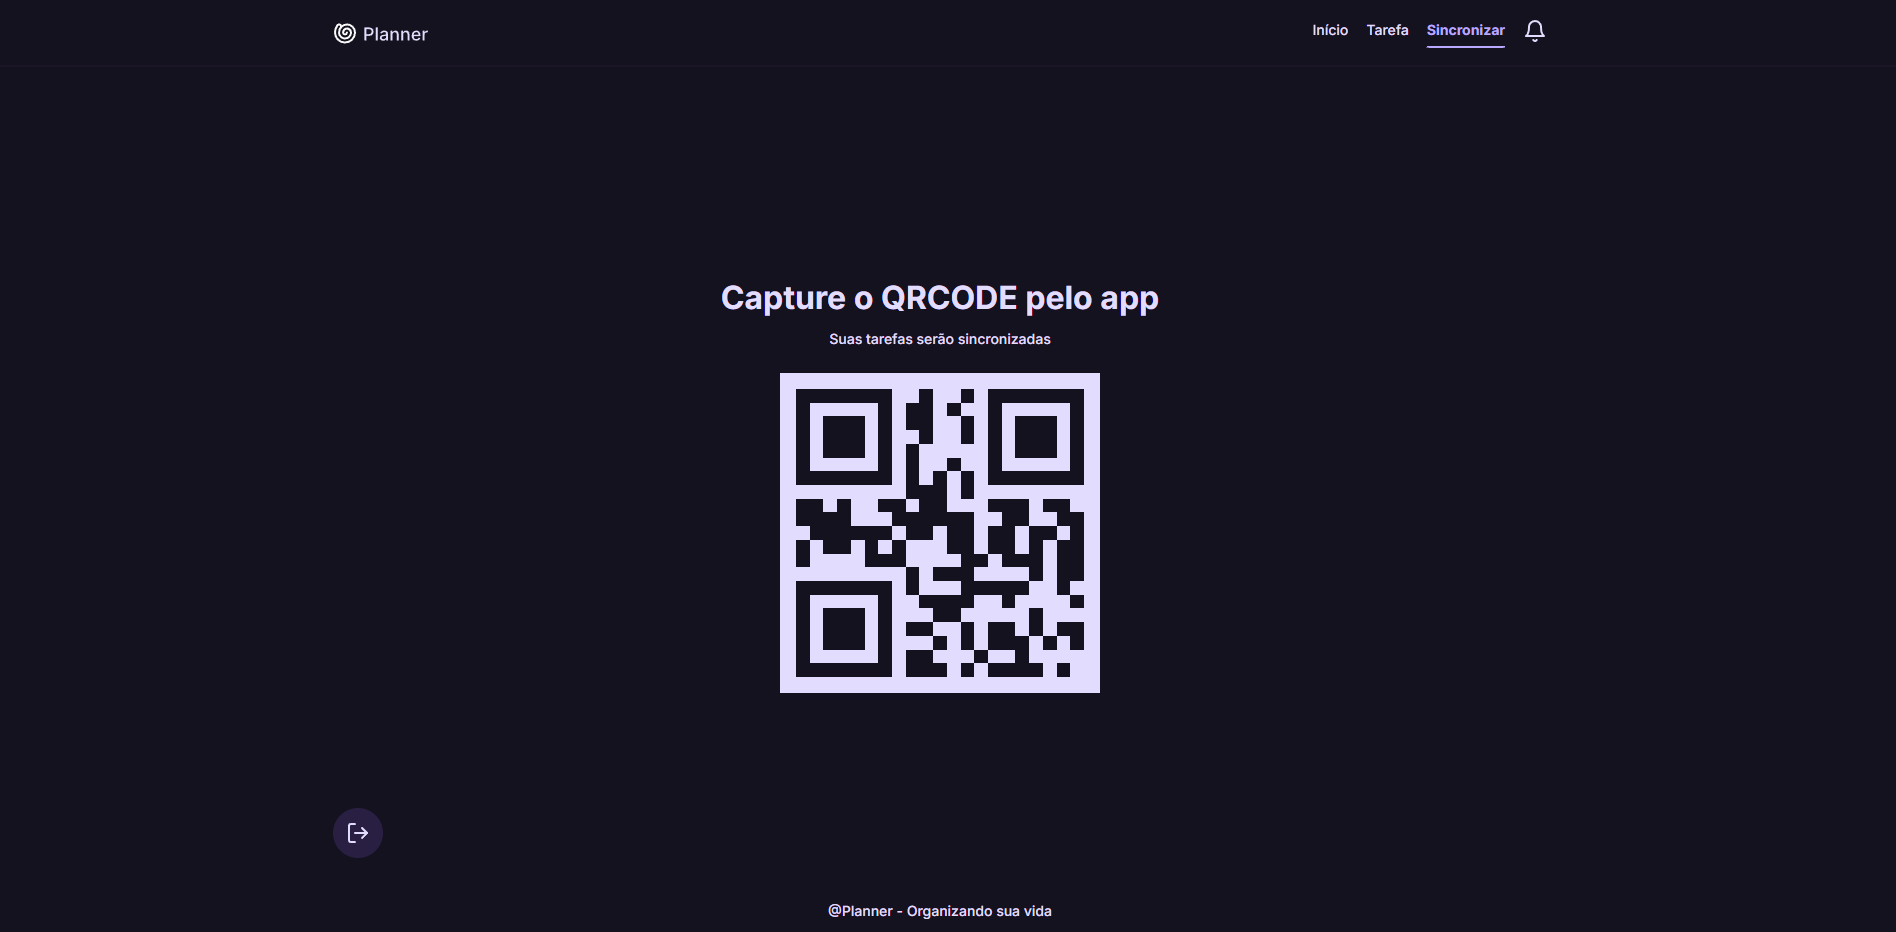 Planner
Início Tarefa Sincronizar
Capture o QRCODE pelo app
Suas tarefas serão sincronizadas
@Planner - Organizando sua vida